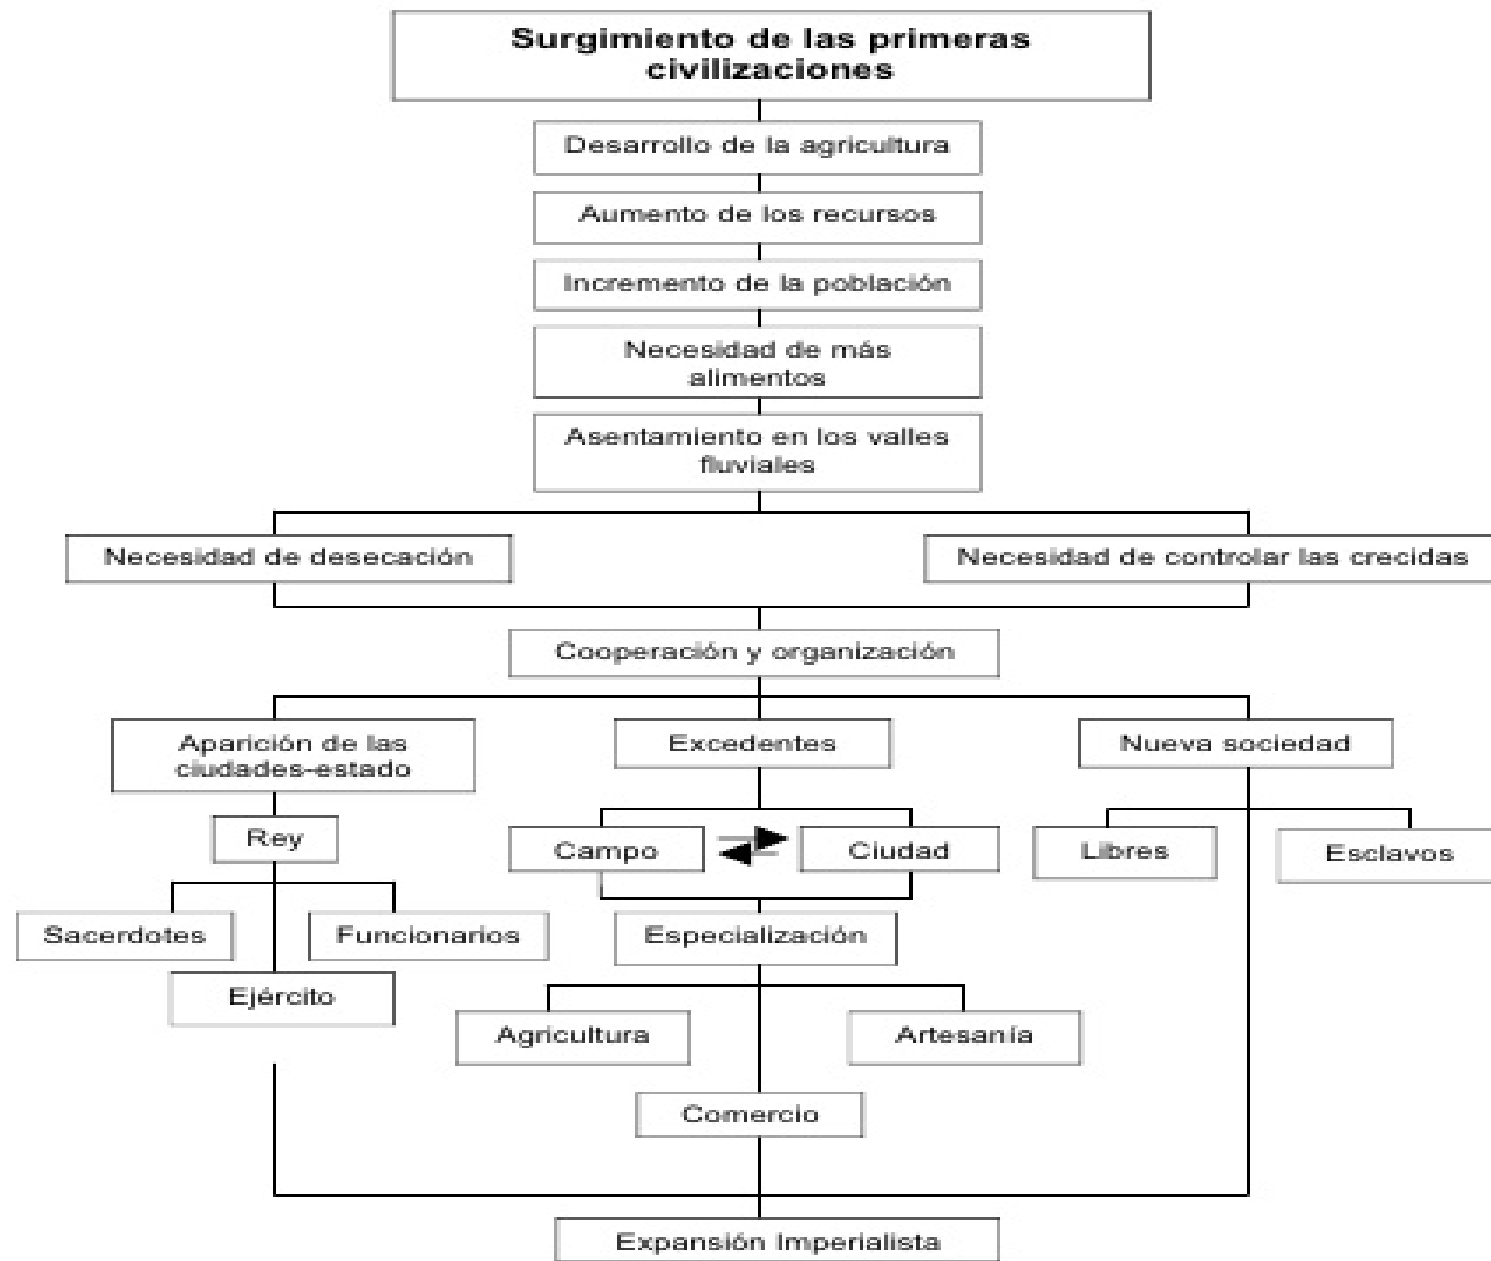 Surgimiento de las primeras
civilizaciones
Desarrollo de la agricultura
Aumento de los recursos
Incremento de la población
Necesidad de más
alimentos
Asentamiento en los valles
fluviales
Necesidad de desecación
Necesidad de controlar las crecidas
Cooperación y organización
Aparición de las
ciudades-estado
Excedentes
Nueva sociedad
Rey
Campo
Ciudad
Libres
Esclavos
Sacerdotes
Funcionarios
Especialización
Ejército
Agricultura
Artesanía
Comercio
Expansión Imperialista